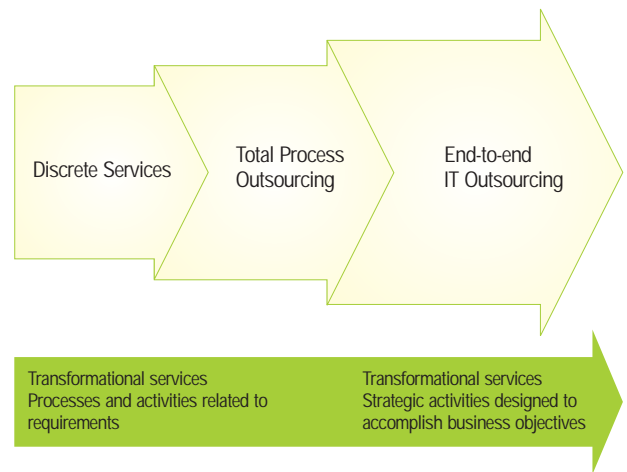 Discrete Services
Total Process
Outsourcing
End-to-end
IT Outsourcing
Transformational services
Processes and activities related to
requirements
Transformational services
Strategic activities designed to
accomplish business objectives